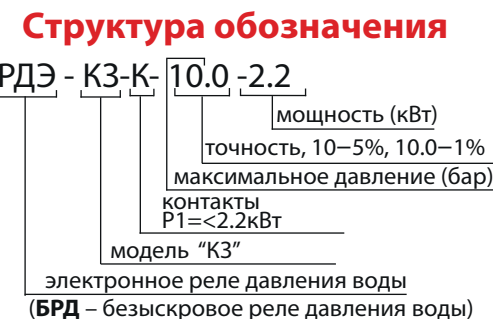 Структура обозначения
РДЭ - К3-К- 10.0 -2.2
мощность (кВт)
точность, 10–5%, 10.0–1%
максимальное давление (бар)
контакты
P1=<2.2кВт
модель “К3”
электронное реле давления воды
(БРД – безыскровое реле давления воды)